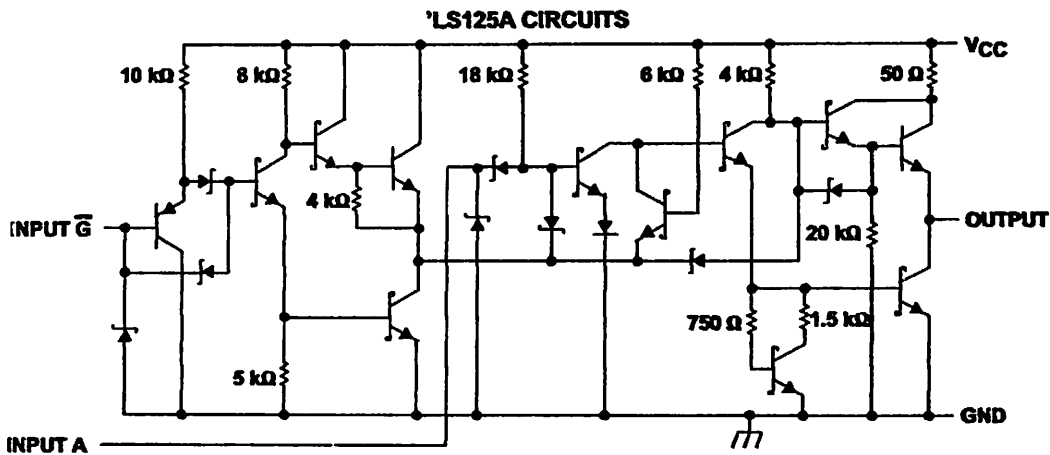 'LS125A CIRCUITS
VCC
10 kΩ
8 kΩ
18 kΩ
6 kΩ
4 kΩ
50 Ω
4 kΩ
INPUT G̅
OUTPUT
20 kΩ
750 Ω
1.5 kΩ
5 kΩ
GND
INPUT A